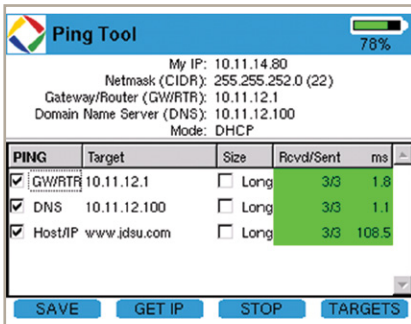 Ping Tool
78%
My IP: 10.11.14.80
Netmask (CIDR): 255.255.252.0 (22)
Gateway/Router (GW/RTR): 10.11.12.1
Domain Name Server (DNS): 10.11.12.100
Mode: DHCP
PING Target Size Rcvd/Sent ms
GW/RTR 10.11.12.1 Long 3/3 1.8
DNS 10.11.12.100 Long 3/3 1.1
Host/IP www.jdsu.com Long 3/3 108.5
SAVE GET IP STOP TARGETS